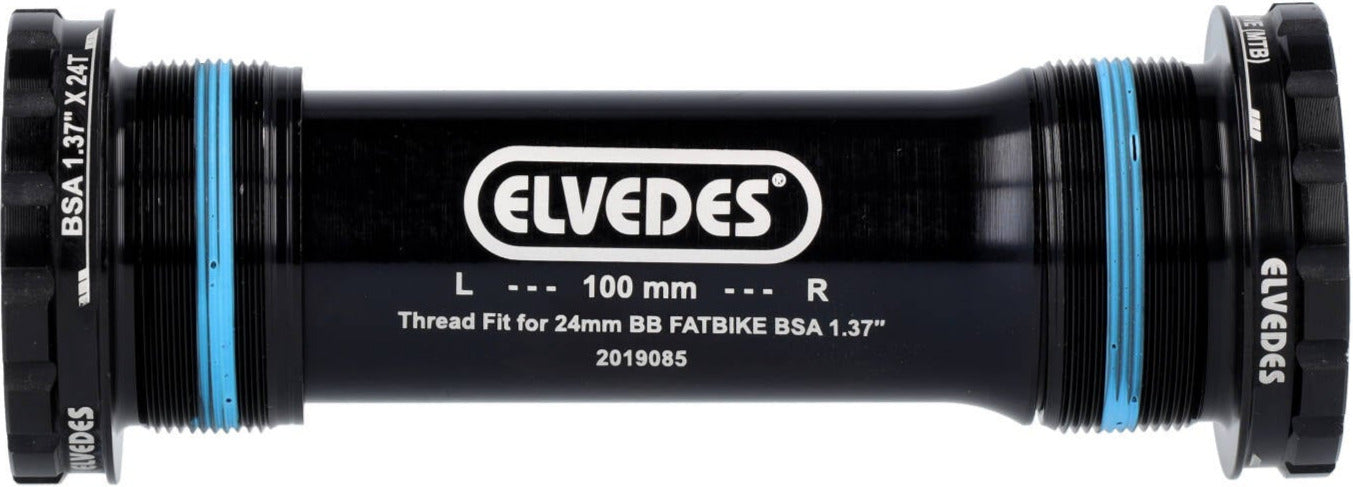 BSA 1.37" X 24T
ELVEDES
ELVEDES®
L --- 100 mm --- R
Thread Fit for 24mm BB FATBIKE BSA 1.37"
2019085
(MTB)
ELVEDES